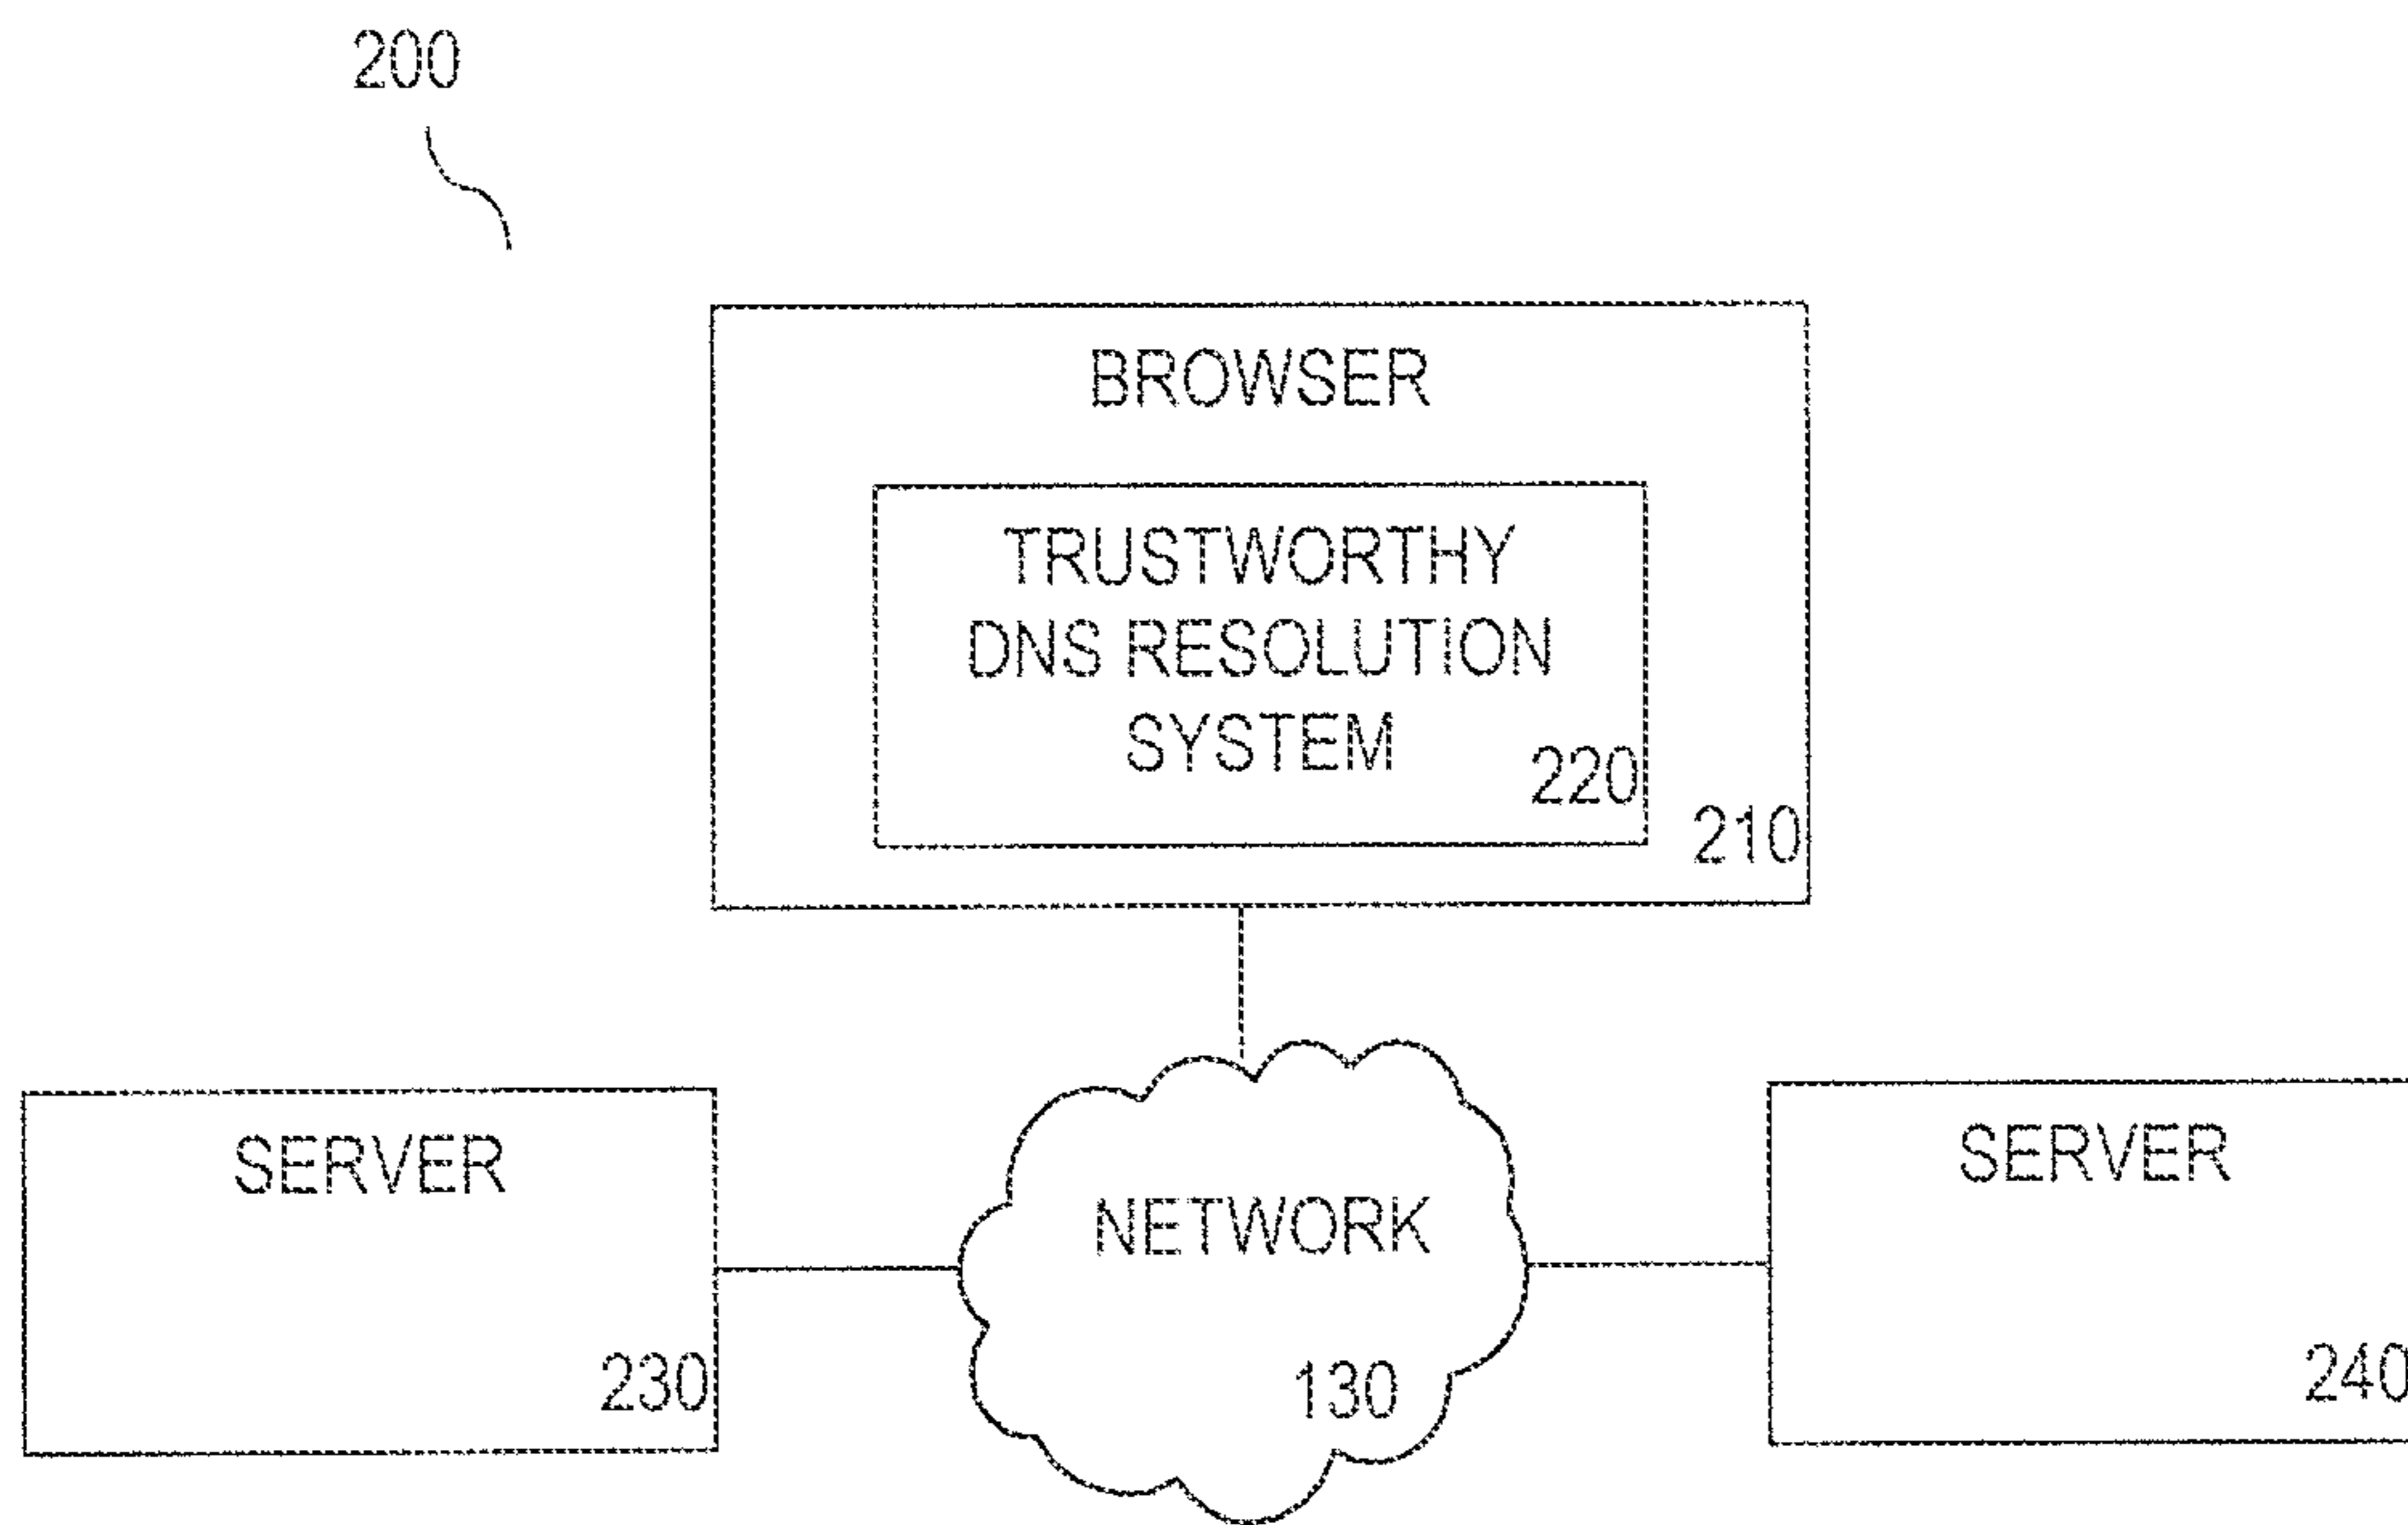 200
BROWSER
TRUSTWORTHY
DNS RESOLUTION
SYSTEM
220
210
SERVER
230
NETWORK
130
SERVER
240